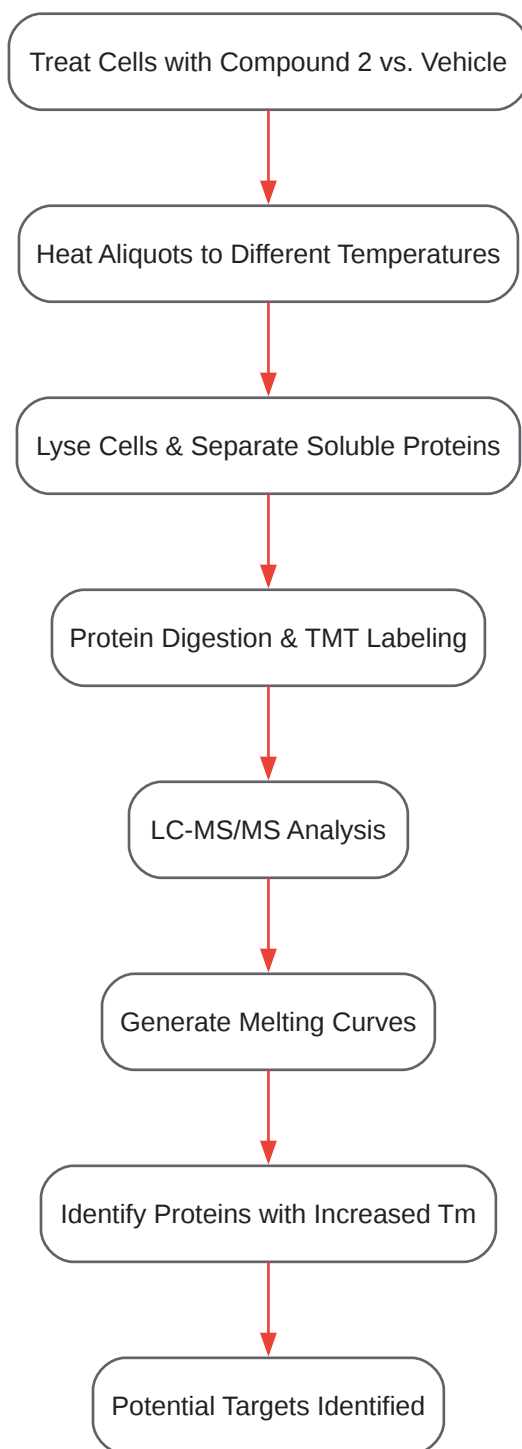 Treat Cells with Compound 2 vs. Vehicle
Heat Aliquots to Different Temperatures
Lyse Cells & Separate Soluble Proteins
Protein Digestion & TMT Labeling
LC-MS/MS Analysis
Generate Melting Curves
Identify Proteins with Increased Tm
Potential Targets Identified